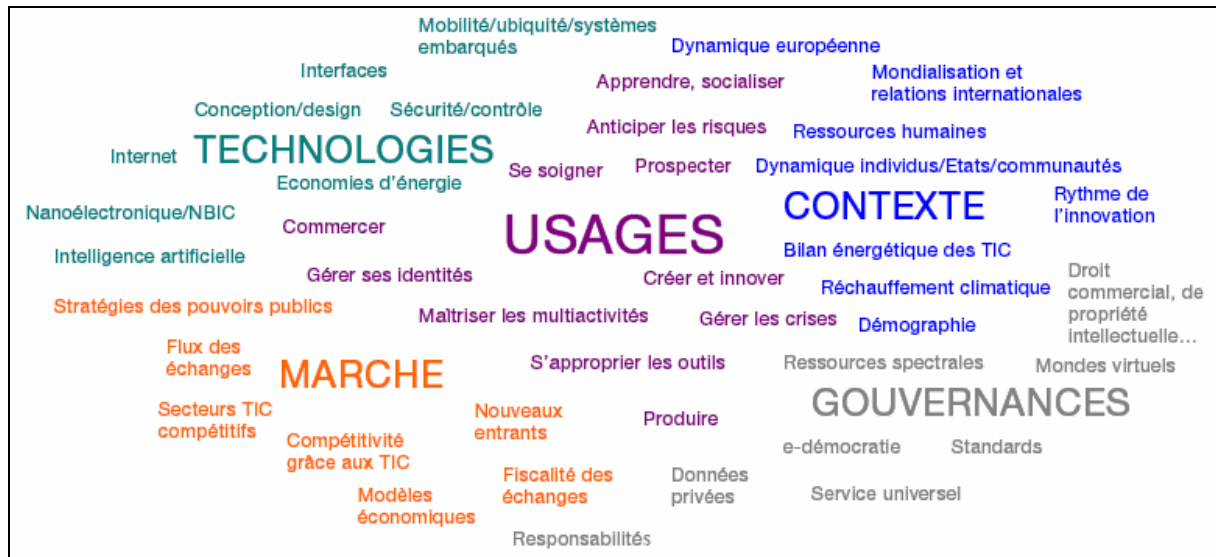 Mobilité/ubiquité/systèmes
embarqués
Dynamique européenne
Interfaces
Apprendre, socialiser
Mondialisation et
relations internationales
Conception/design
Sécurité/contrôle
Anticiper les risques
Ressources humaines
Internet
TECHNOLOGIES
Se soigner
Prospecter
Dynamique individus/Etats/communautés
Economies d'énergie
Nanoélectronique/NBIC
Commercer
USAGES
CONTEXTE
Rythme de
l'innovation
Intelligence artificielle
Bilan énergétique des TIC
Gérer ses identités
Créer et innover
Réchauffement climatique
Droit
commercial, de
propriété
intellectuelle...
Stratégies des pouvoirs publics
Maîtriser les multiactivités
Gérer les crises
Démographie
Flux des
échanges
MARCHE
S'approprier les outils
Ressources spectrales
Mondes virtuels
GOUVERNANCES
Secteurs TIC
compétitifs
Nouveaux
entrants
Produire
Compétitivité
grâce aux TIC
e-démocratie
Standards
Modèles
économiques
Fiscalité des
échanges
Données
privées
Service universel
Responsabilités